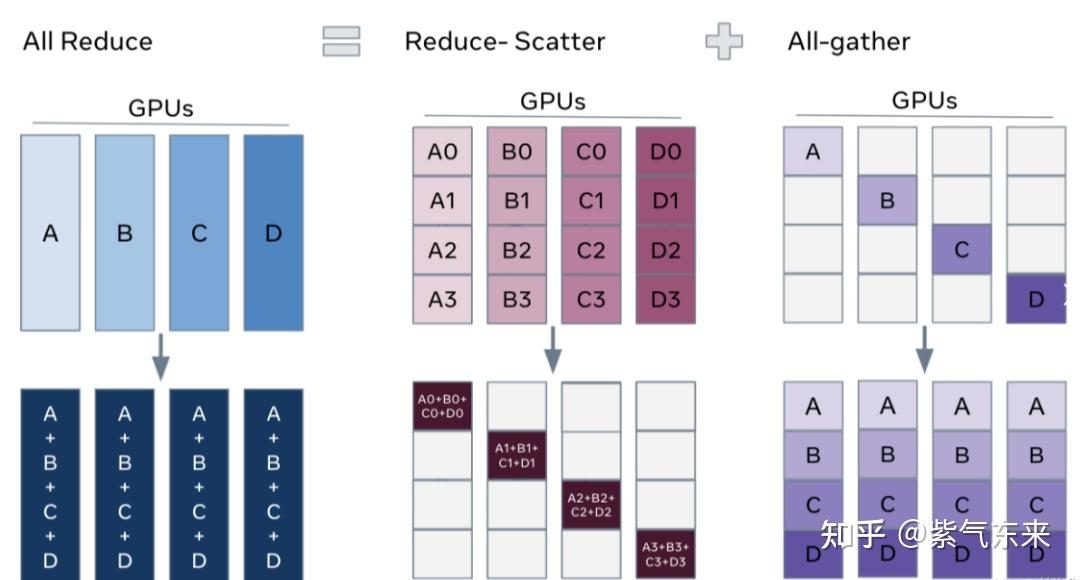 All Reduce
Reduce- Scatter
All-gather
GPUs
GPUs
GPUs
A
B
C
D
A0
B0
C0
D0
A1
B1
C1
D1
A2
B2
C2
D2
A3
B3
C3
D3
A
B
C
D
A
+
B
+
C
+
D
A
+
B
+
C
+
D
A
+
B
+
C
+
D
A
+
B
+
C
+
D
A0+B0+
C0+D0
A1+B1+
C1+D1
A2+B2+
C2+D2
A3+B3+
C3+D3
A
A
A
A
B
B
B
B
C
C
C
C
D
D
D
D
知乎 @紫气东来